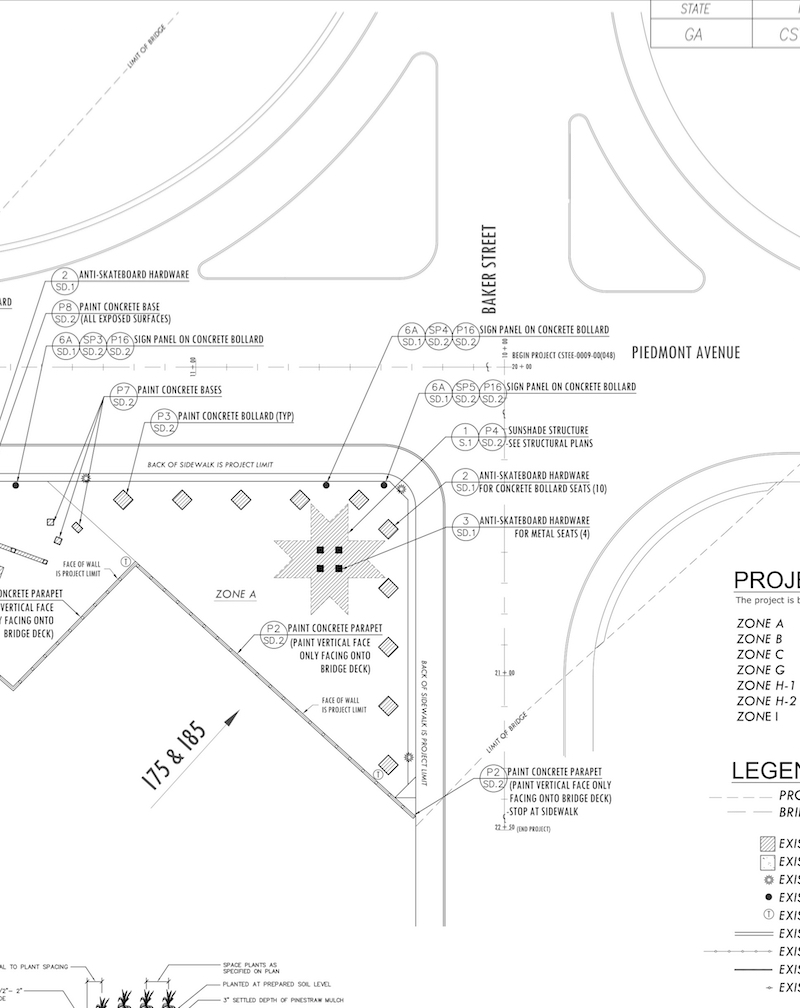 STATE
GA
CS
LIMIT OF BRIDGE
BAKER STREET
2
SD.1
ANTI-SKATEBOARD HARDWARE
P8
SD.2
PAINT CONCRETE BASE
(ALL EXPOSED SURFACES)
6A SP3 P16
SD.1 SD.2 SD.2
SIGN PANEL ON CONCRETE BOLLARD
ARD
6A SP4 P16
SD.1 SD.2 SD.2
SIGN PANEL ON CONCRETE BOLLARD
10 + 00
BEGIN PROJECT CSTEE-0009-00(048)
20 + 00
PIEDMONT AVENUE
11 + 00
P7
SD.2
PAINT CONCRETE BASES
6A SP5 P16
SD.1 SD.2 SD.2
SIGN PANEL ON CONCRETE BOLLARD
P3
SD.2
PAINT CONCRETE BOLLARD (TYP)
1 P4
S.1 SD.2
SUNSHADE STRUCTURE
SEE STRUCTURAL PLANS
BACK OF SIDEWALK IS PROJECT LIMIT
2
SD.1
ANTI-SKATEBOARD HARDWARE
FOR CONCRETE BOLLARD SEATS (10)
3
SD.1
ANTI-SKATEBOARD HARDWARE
FOR METAL SEATS (4)
FACE OF WALL
IS PROJECT LIMIT
T
ONCRETE PARAPET
VERTICAL FACE
Y FACING ONTO
BRIDGE DECK)
ZONE A
P2
SD.2
PAINT CONCRETE PARAPET
(PAINT VERTICAL FACE
ONLY FACING ONTO
BRIDGE DECK)
BACK OF SIDEWALK IS PROJECT LIMIT
21 + 00
FACE OF WALL
IS PROJECT LIMIT
I75 & I85
LIMIT OF BRIDGE
T
P2
SD.2
PAINT CONCRETE PARAPET
(PAINT VERTICAL FACE ONLY
FACING ONTO BRIDGE DECK)
STOP AT SIDEWALK
22 + 50 (END PROJECT)
PROJE
The project is b
ZONE A
ZONE B
ZONE C
ZONE G
ZONE H-1
ZONE H-2
ZONE I
LEGEN
PRO
BRI
EXIS
EXIS
EXIS
EXIS
T EXIS
EXIS
EXIS
EXIS
EXIS
AL TO PLANT SPACING
SPACE PLANTS AS
SPECIFIED ON PLAN
PLANTED AT PREPARED SOIL LEVEL
/2"- 2"
3" SETTLED DEPTH OF PINESTRAW MULCH